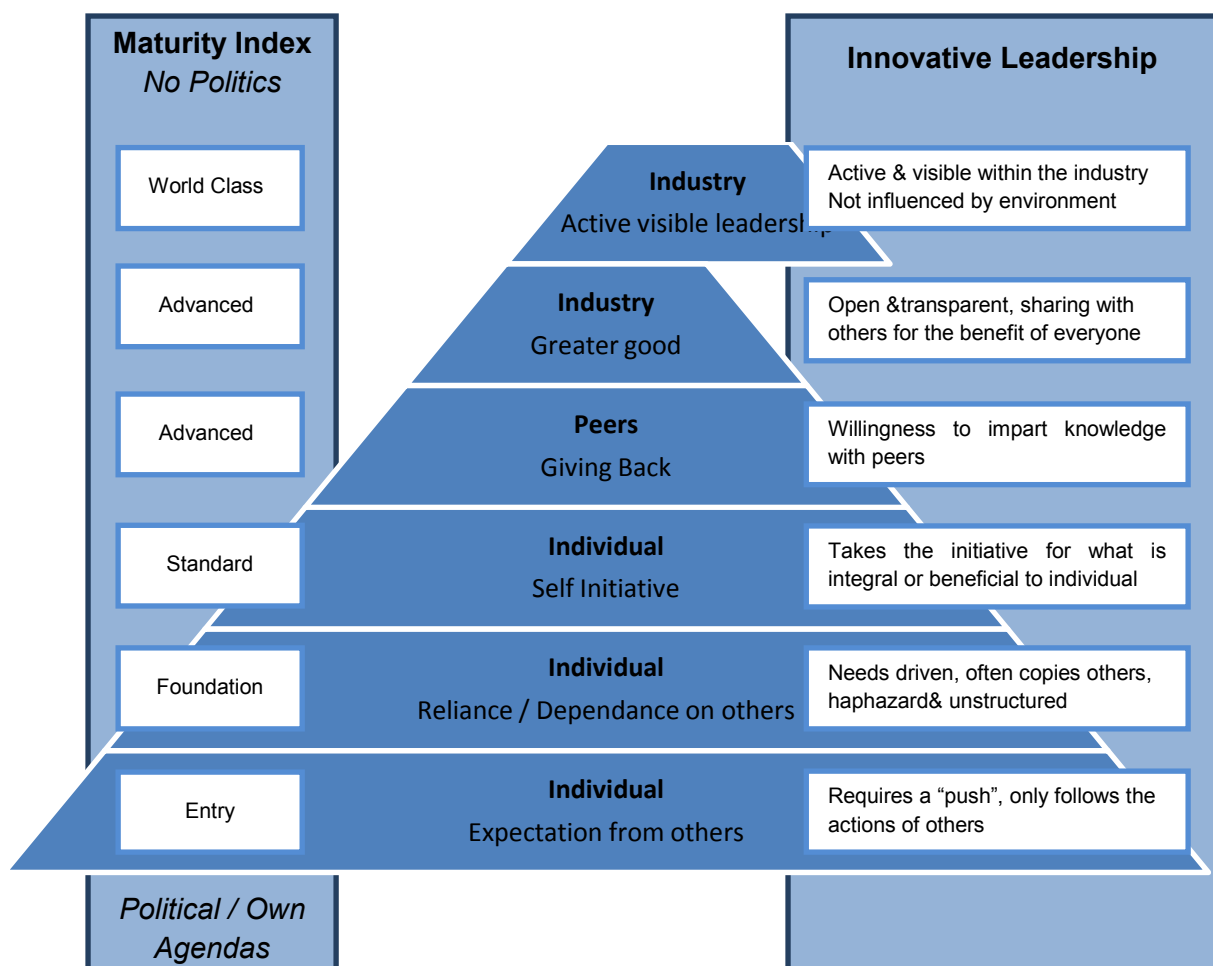 Maturity Index
No Politics
Innovative Leadership
World Class
Industry
Active visible leadership
Active & visible within the industry
Not influenced by environment
Advanced
Industry
Greater good
Open &transparent, sharing with
others for the benefit of everyone
Advanced
Peers
Giving Back
Willingness to impart knowledge
with peers
Standard
Individual
Self Initiative
Takes the initiative for what is
integral or beneficial to individual
Foundation
Individual
Reliance / Dependance on others
Needs driven, often copies others,
haphazard& unstructured
Entry
Individual
Expectation from others
Requires a “push”, only follows the
actions of others
Political / Own
Agendas